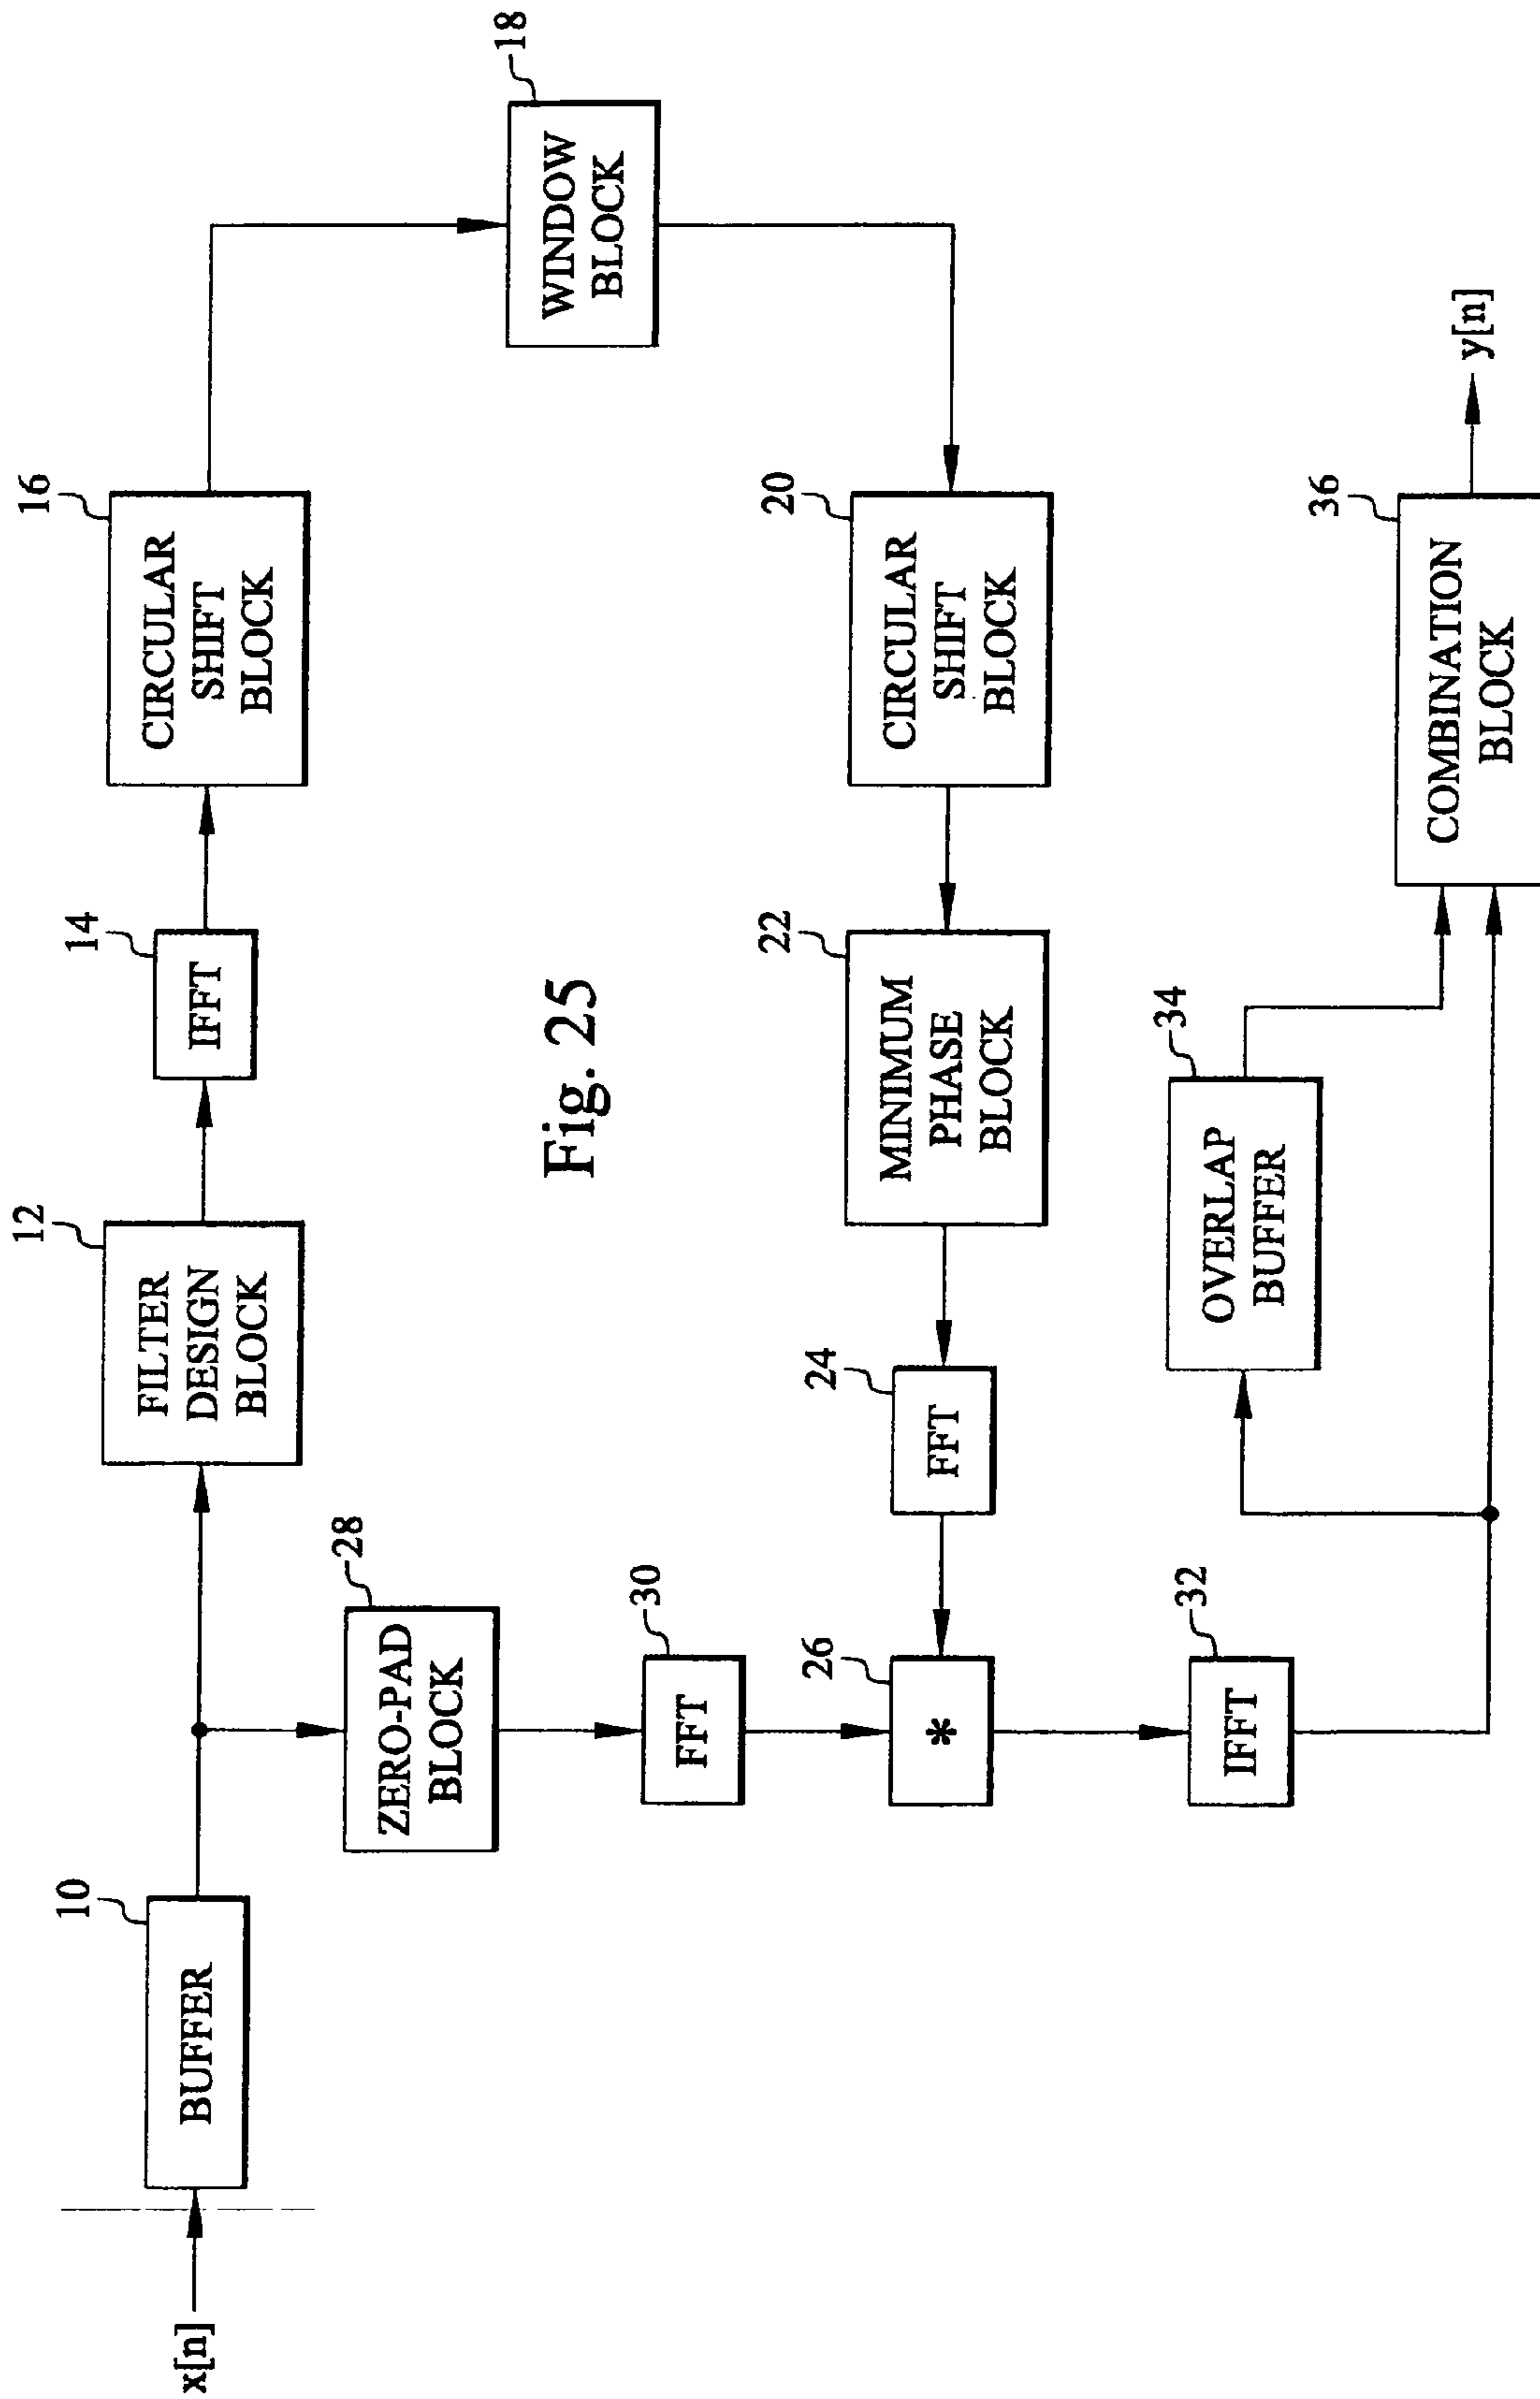 x[n]
10
BUFFER
12
FILTER
DESIGN
BLOCK
14
IFFT
16
CIRCULAR
SHIFT
BLOCK
18
WINDOW
BLOCK
28
ZERO-PAD
BLOCK
30
FFT
Fig. 25
26
*
24
FFT
22
MINIMUM
PHASE
BLOCK
20
CIRCULAR
SHIFT
BLOCK
32
IFFT
34
OVERLAP
BUFFER
36
COMBINATION
BLOCK
y[n]